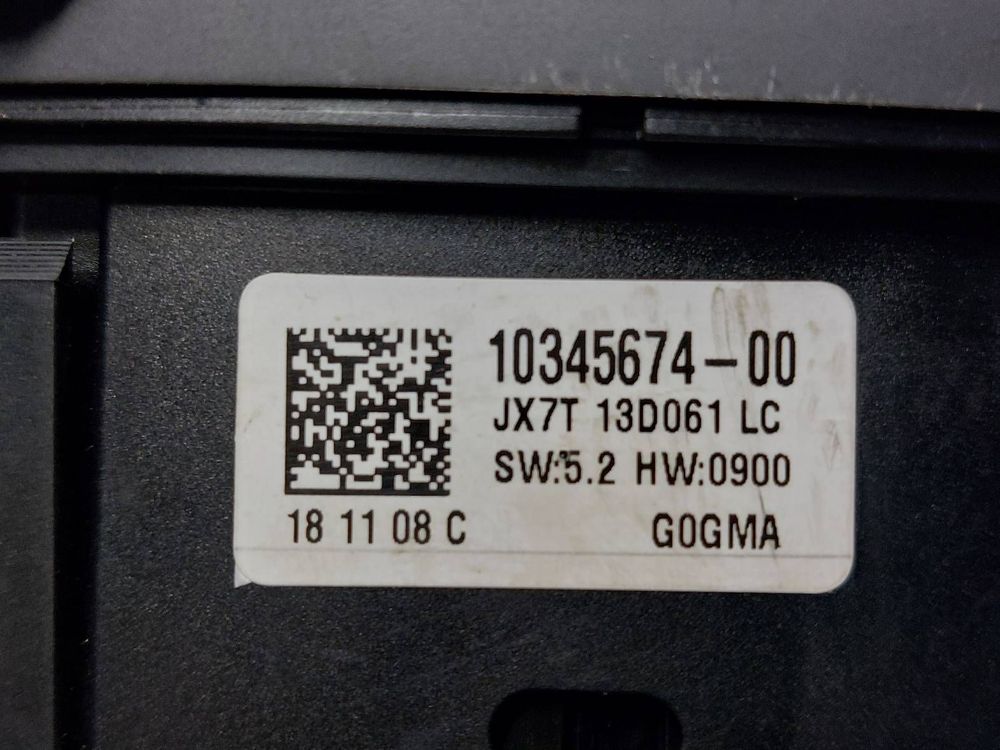 10345674-00
JX7T 13D061 LC
SW:5.2 HW:0900
18 11 08 C
G0GMA